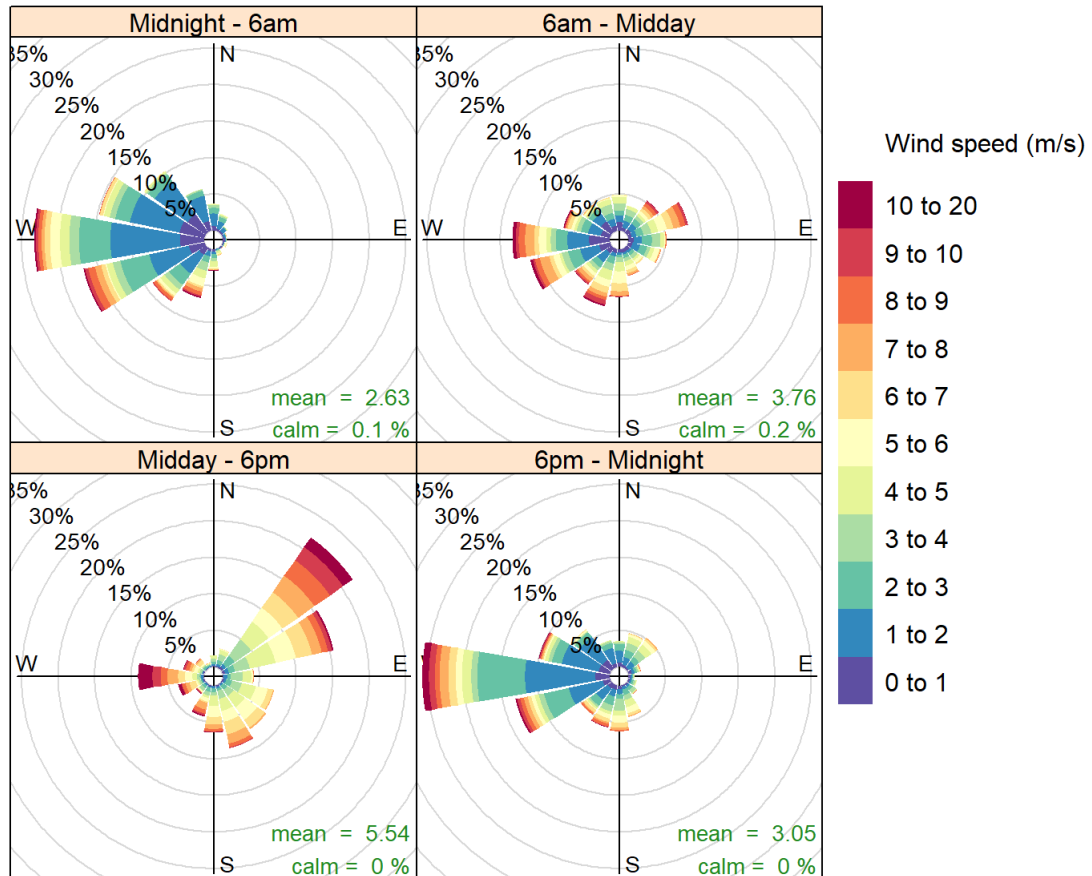 Midnight - 6am
N
35%
30%
25%
20%
15%
10%
5%
W
E
mean = 2.63
S
calm = 0.1 %
6am - Midday
N
35%
30%
25%
20%
15%
10%
5%
W
E
mean = 3.76
S
calm = 0.2 %
Midday - 6pm
N
35%
30%
25%
20%
15%
10%
5%
W
E
mean = 5.54
S
calm = 0 %
6pm - Midnight
N
35%
30%
25%
20%
15%
10%
5%
W
E
mean = 3.05
S
calm = 0 %
Wind speed (m/s)
10 to 20
9 to 10
8 to 9
7 to 8
6 to 7
5 to 6
4 to 5
3 to 4
2 to 3
1 to 2
0 to 1